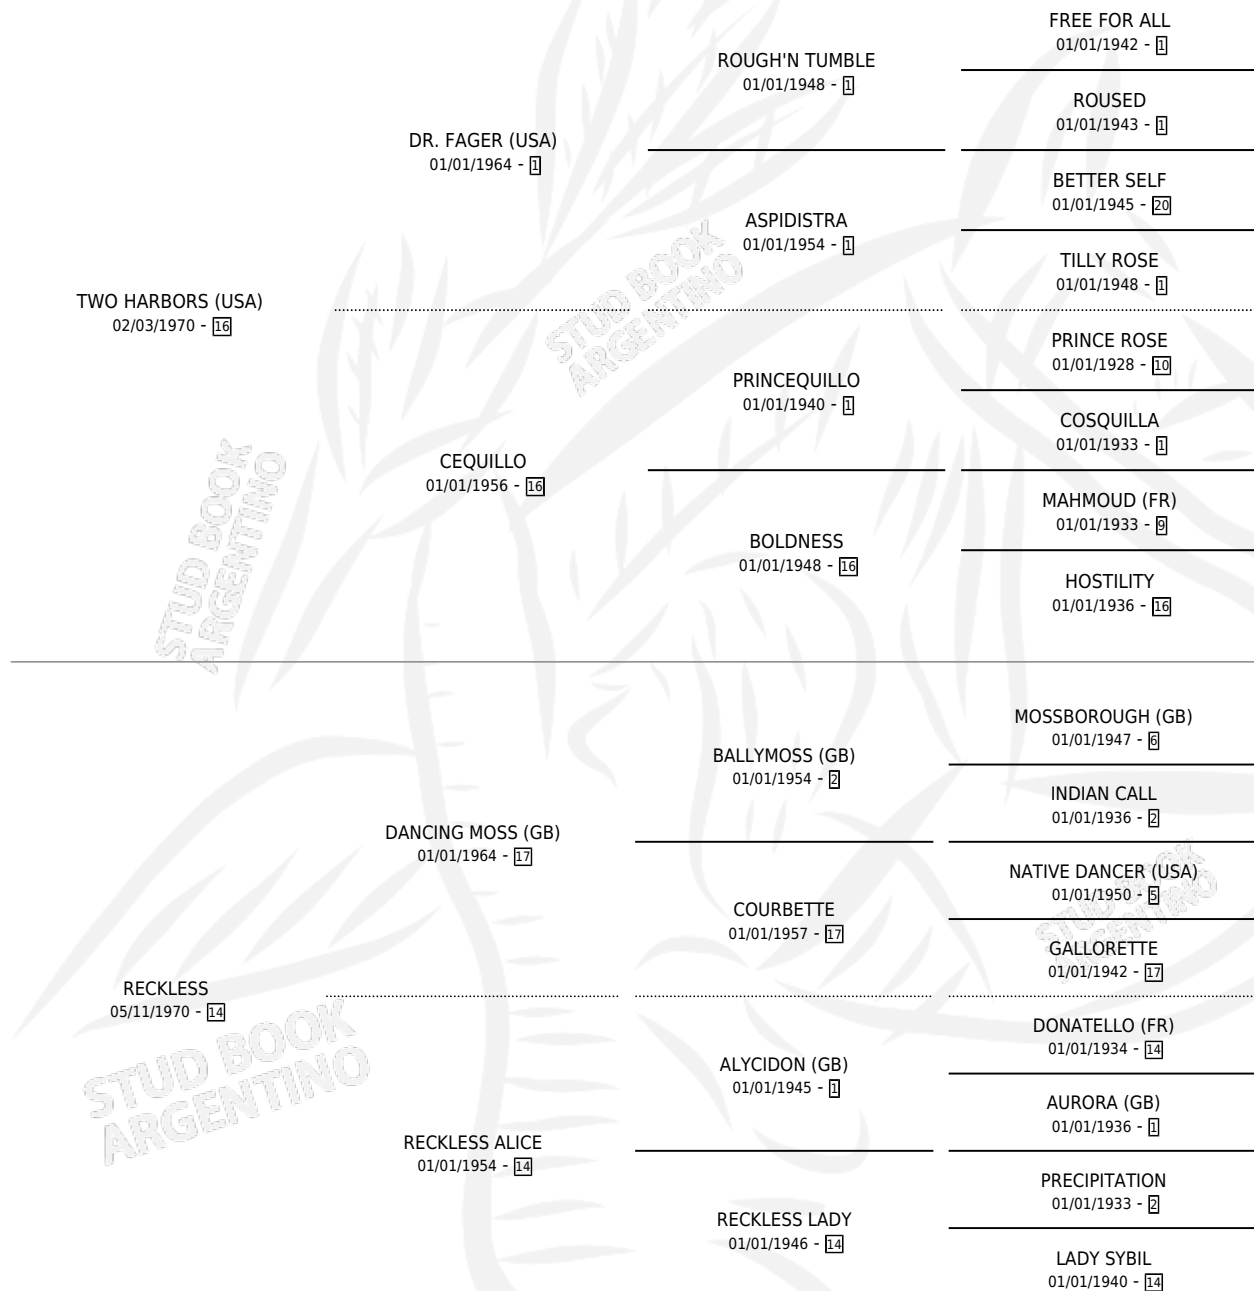 FREE FOR ALL
01/01/1942 - 1
ROUGH'N TUMBLE
01/01/1948 - 1
ROUSED
01/01/1943 - 1
DR. FAGER (USA)
01/01/1964 - 1
BETTER SELF
01/01/1945 - 20
ASPIDISTRA
01/01/1954 - 1
TILLY ROSE
01/01/1948 - 1
TWO HARBORS (USA)
02/03/1970 - 16
PRINCE ROSE
01/01/1928 - 10
PRINCEQUILLO
01/01/1940 - 1
COSQUILLA
01/01/1933 - 1
CEQUILLO
01/01/1956 - 16
MAHMOUD (FR)
01/01/1933 - 9
BOLDNESS
01/01/1948 - 16
HOSTILITY
01/01/1936 - 16
MOSSBOROUGH (GB)
01/01/1947 - 6
BALLYMOSS (GB)
01/01/1954 - 2
INDIAN CALL
01/01/1936 - 2
DANCING MOSS (GB)
01/01/1964 - 17
NATIVE DANCER (USA)
01/01/1950 - 5
COURBETTE
01/01/1957 - 17
GALLORETTE
01/01/1942 - 17
RECKLESS
05/11/1970 - 14
DONATELLO (FR)
01/01/1934 - 14
ALYCIDON (GB)
01/01/1945 - 1
AURORA (GB)
01/01/1936 - 1
RECKLESS ALICE
01/01/1954 - 14
PRECIPITATION
01/01/1933 - 2
RECKLESS LADY
01/01/1946 - 14
LADY SYBIL
01/01/1940 - 14
STUD BOOK
ARGENTINO
STUD BOOK
ARGENTINO
STUD BOOK
ARGENTINO
STUD BOOK
ARGENTINO